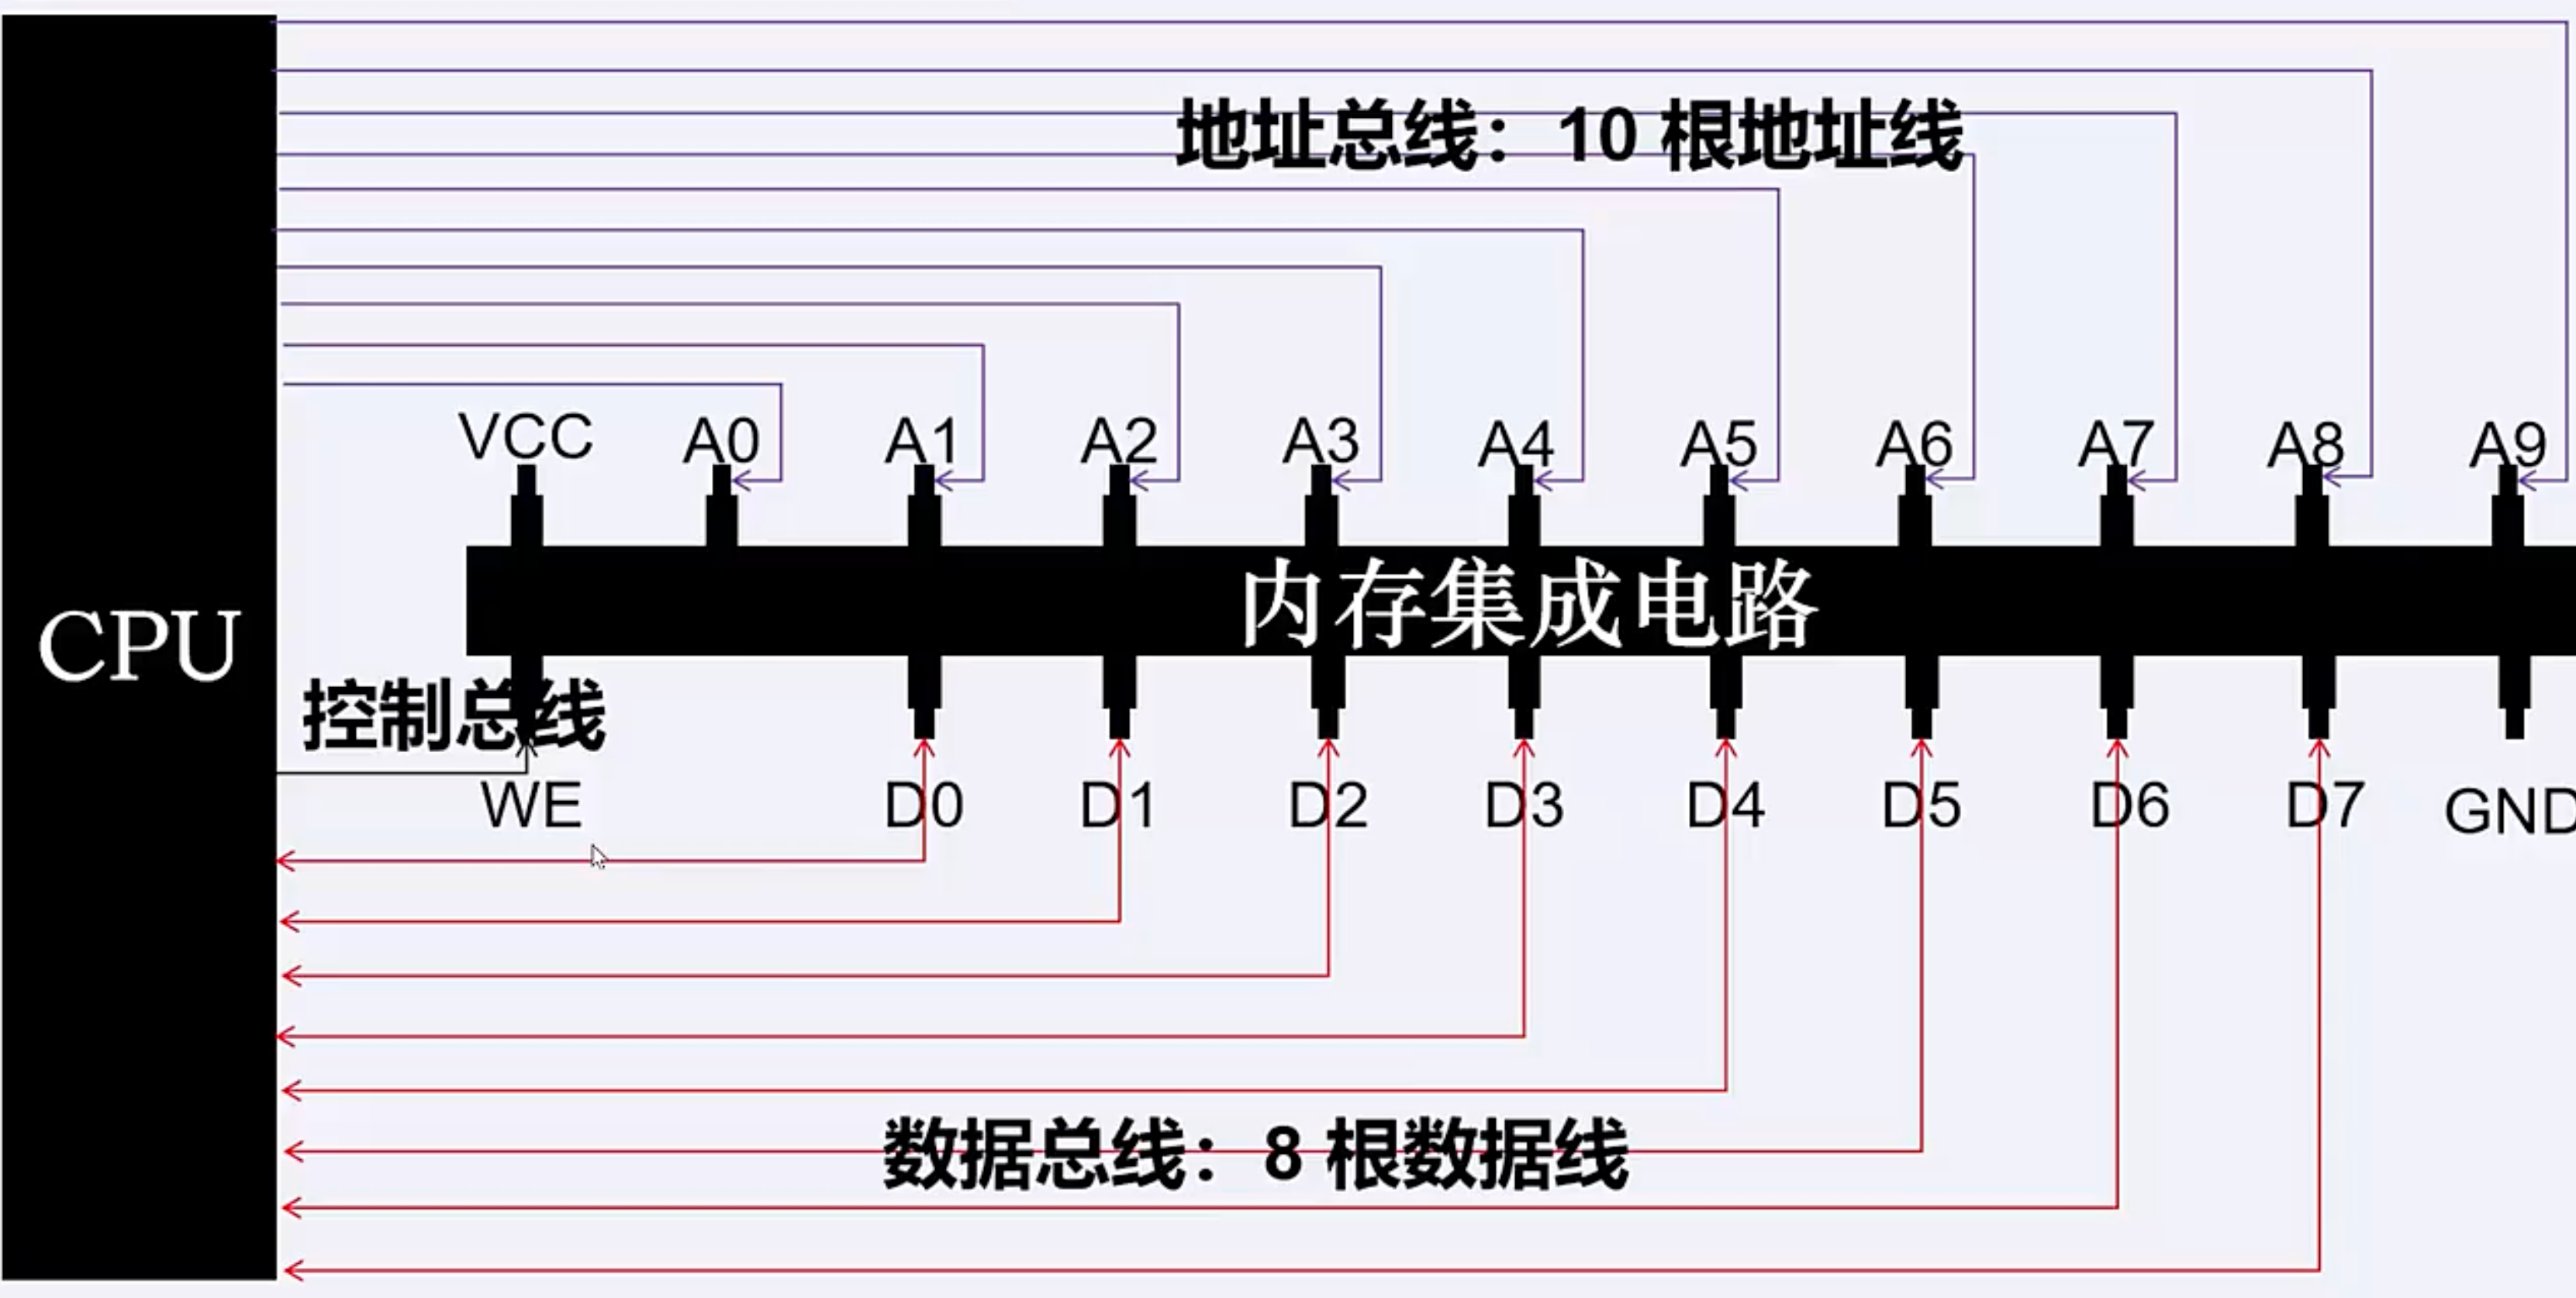 地址总线：10 根地址线
VCC A0 A1 A2 A3 A4 A5 A6 A7 A8 A9
内存集成电路
CPU
控制总线
WE D0 D1 D2 D3 D4 D5 D6 D7 GND
数据总线：8 根数据线